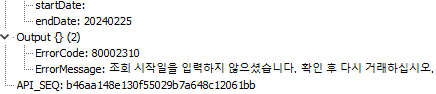 startDate:
endDate: 20240225
Output {} (2)
ErrorCode: 80002310
ErrorMessage: 조회 시작일을 입력하지 않으셨습니다. 확인 후 다시 거래하십시오.
API_SEQ: b46aa148e130f55029b7a648c12061bb